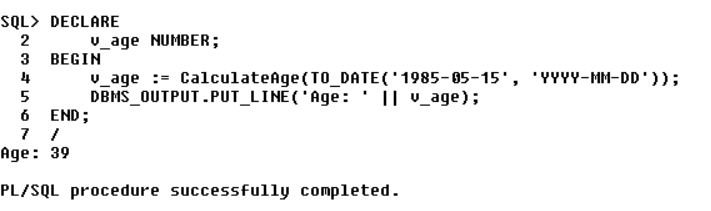 SQL> DECLARE
  2      v_age NUMBER;
  3  BEGIN
  4      v_age := CalculateAge(TO_DATE('1985-05-15', 'YYYY-MM-DD'));
  5      DBMS_OUTPUT.PUT_LINE('Age: ' || v_age);
  6  END;
  7  /
Age: 39
PL/SQL procedure successfully completed.